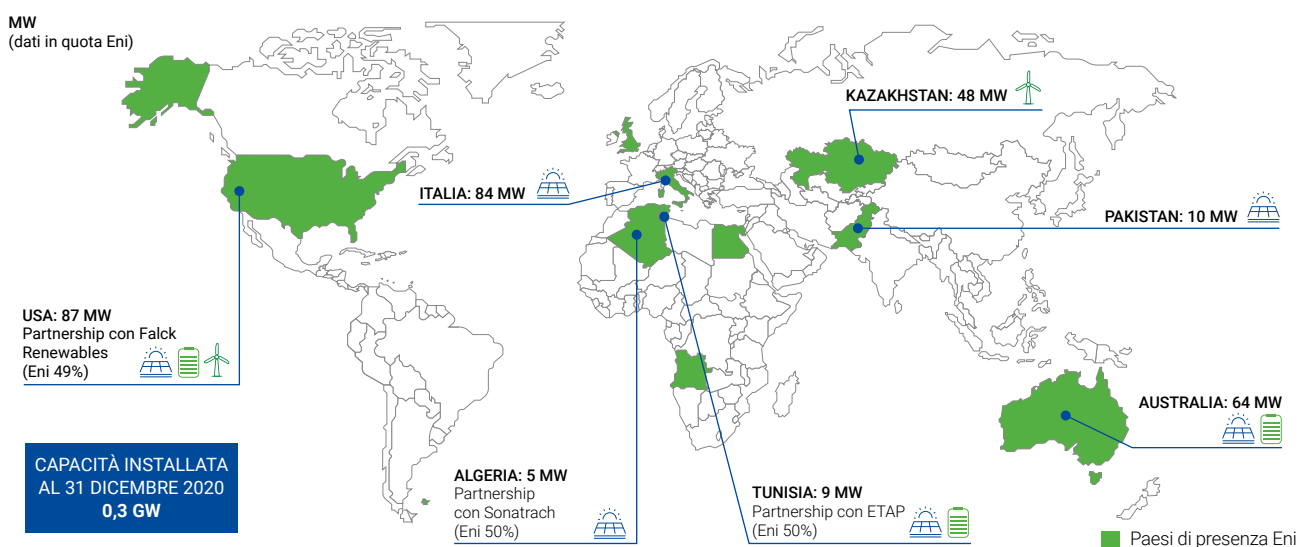 MW
(dati in quota Eni)
KAZAKHSTAN: 48 MW
ITALIA: 84 MW
PAKISTAN: 10 MW
USA: 87 MW
Partnership con Falck
Renewables
(Eni 49%)
AUSTRALIA: 64 MW
CAPACITÀ INSTALLATA
AL 31 DICEMBRE 2020
0,3 GW
ALGERIA: 5 MW
Partnership
con Sonatrach
(Eni 50%)
TUNISIA: 9 MW
Partnership con ETAP
(Eni 50%)
Paesi di presenza Eni